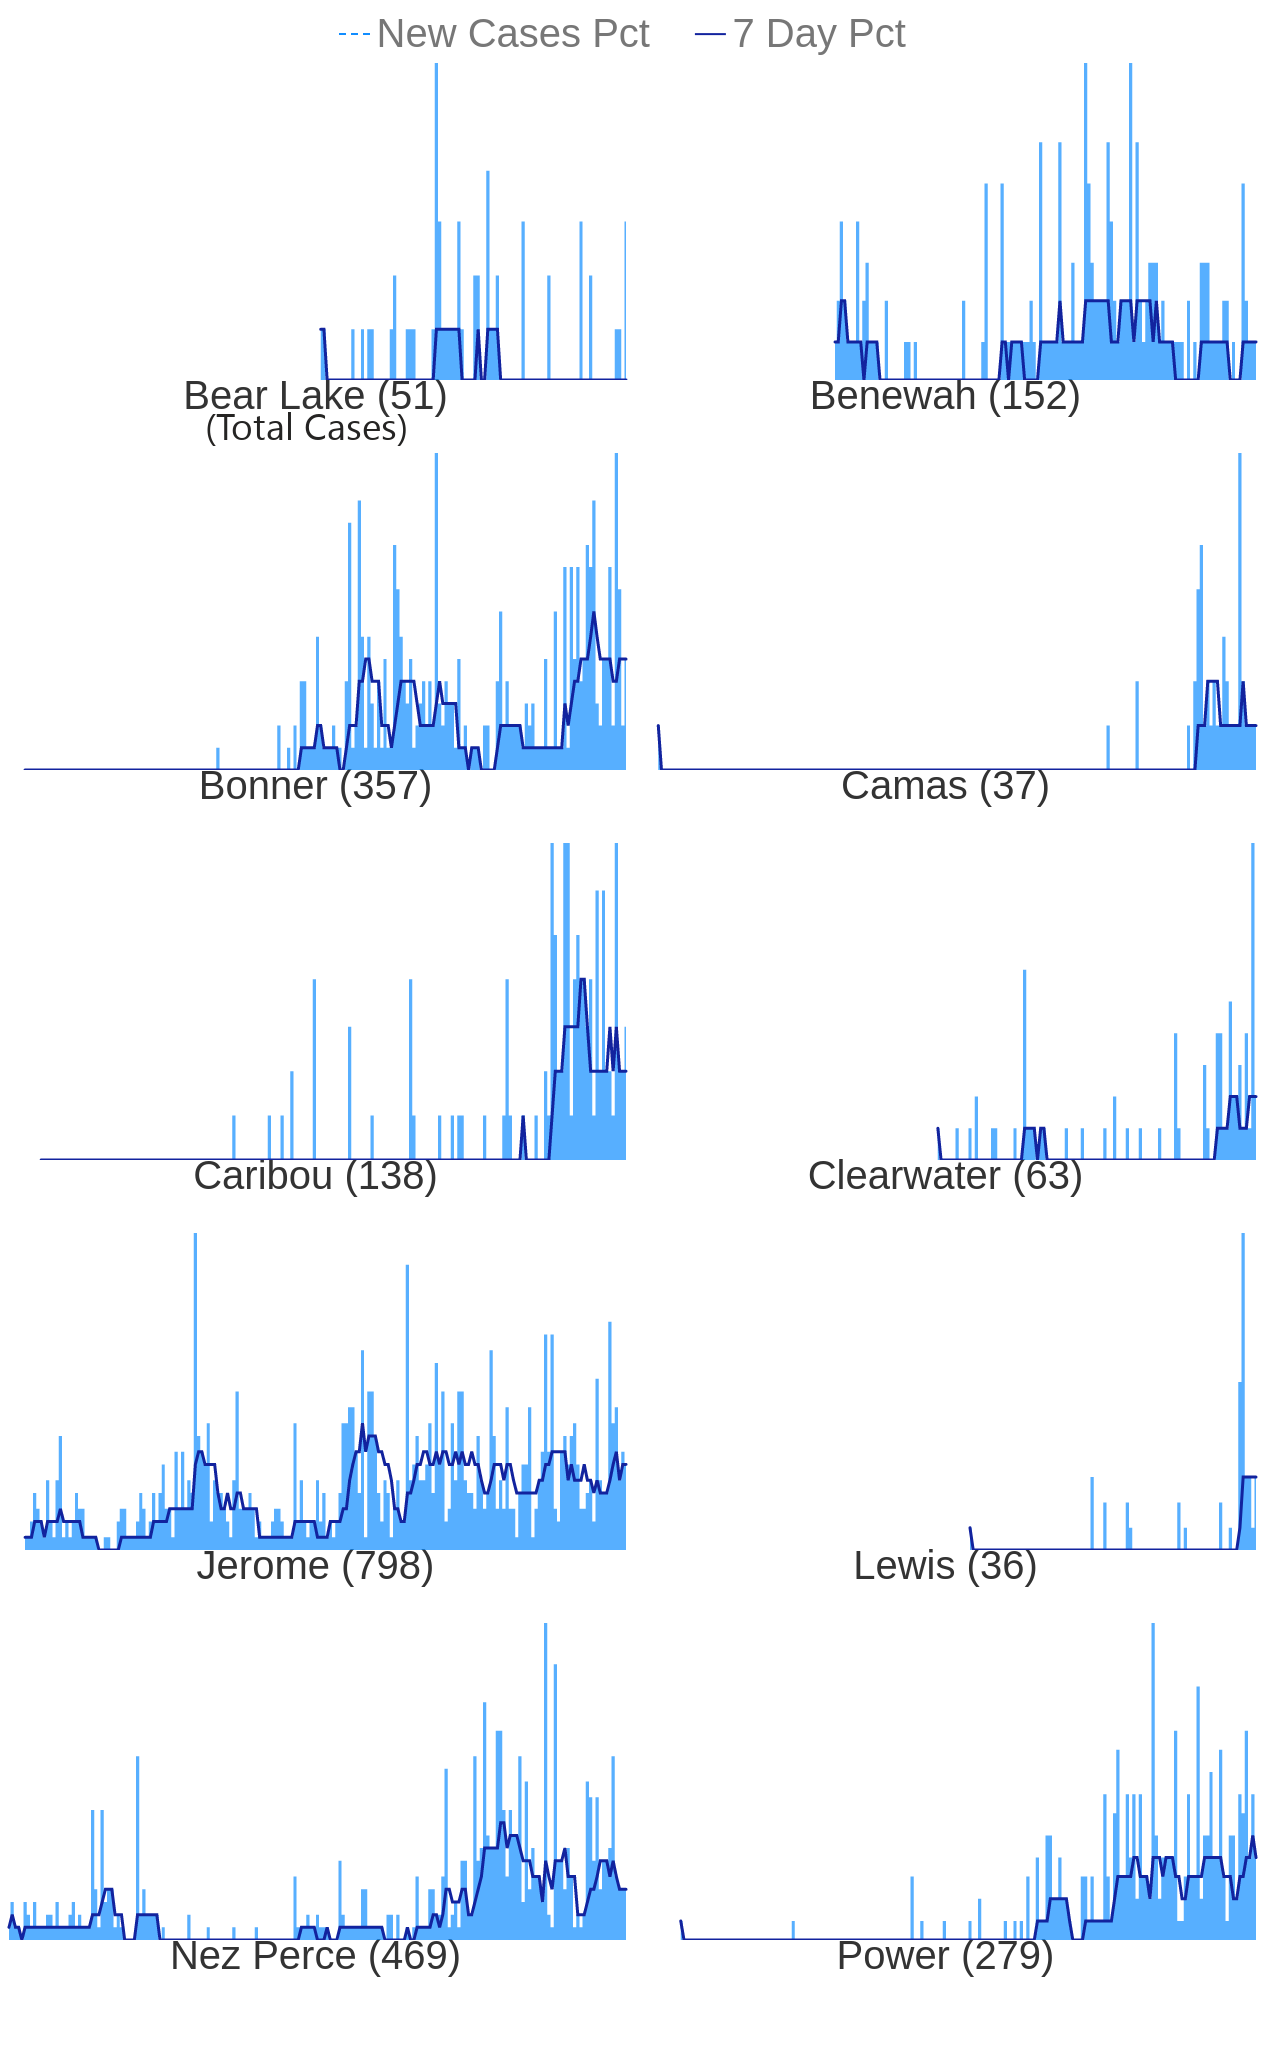 New Cases Pct 7 Day Pct
Bear Lake (51)
(Total Cases)
Benewah (152)
Bonner (357)
Camas (37)
Caribou (138)
Clearwater (63)
Jerome (798)
Lewis (36)
Nez Perce (469)
Power (279)